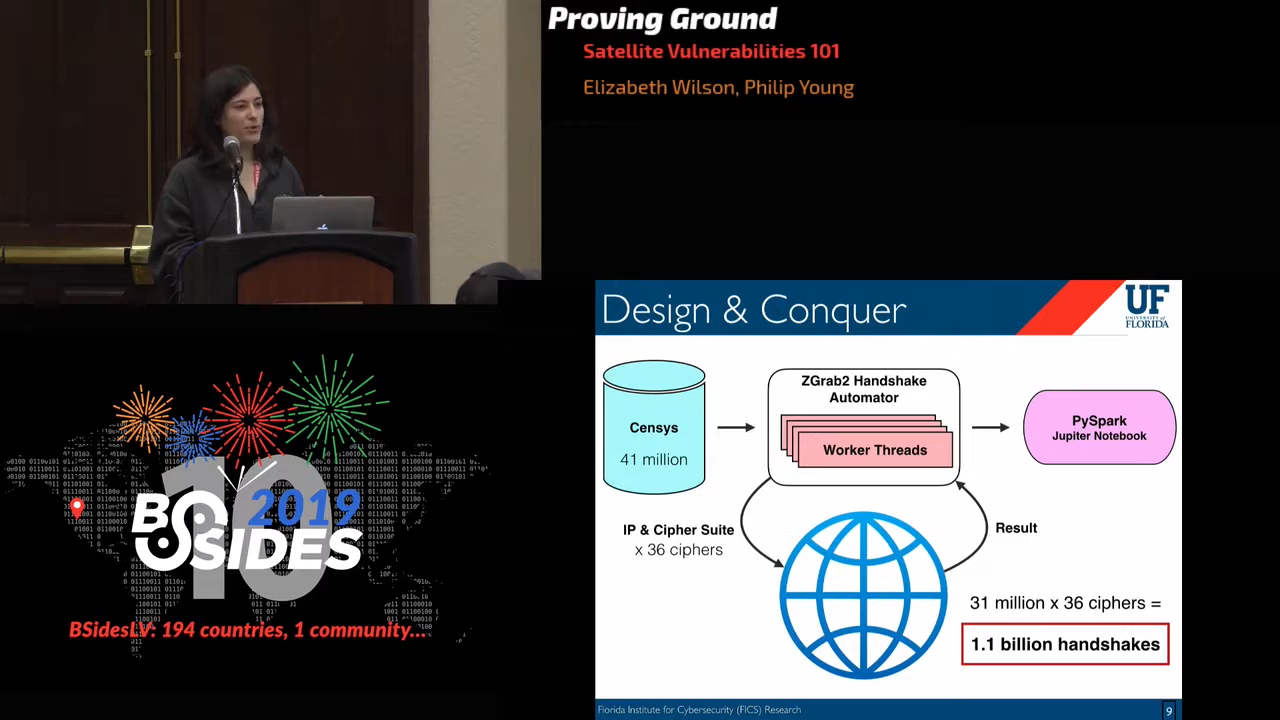 Proving Ground
Satellite Vulnerabilities 101
Elizabeth Wilson, Philip Young
Design & Conquer
UF
UNIVERSITY of
FLORIDA
Censys
41 million
ZGrab2 Handshake
Automator
Worker Threads
PySpark
Jupiter Notebook
IP & Cipher Suite
x 36 ciphers
Result
31 million x 36 ciphers =
1.1 billion handshakes
Florida Institute for Cybersecurity (FICS) Research
9
10
2019
BSIDES
BSidesLV: 194 countries, 1 community...